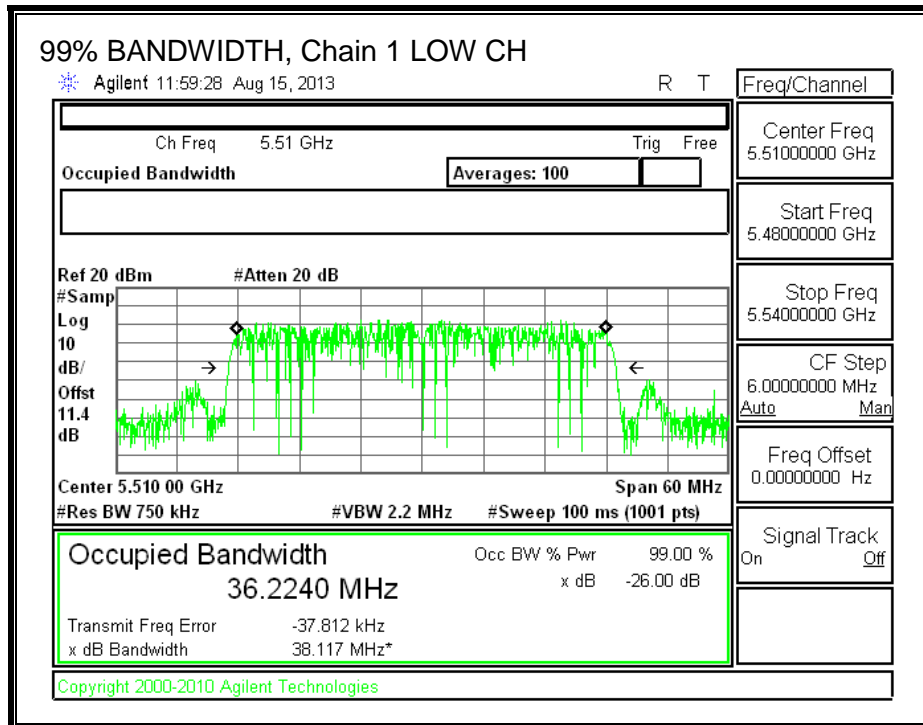 99% BANDWIDTH, Chain 1 LOW CH
Agilent 11:59:28 Aug 15, 2013 R T
Freq/Channel
Ch Freq 5.51 GHz Trig Free
Occupied Bandwidth Averages: 100
Center Freq
5.51000000 GHz
Start Freq
5.48000000 GHz
Stop Freq
5.54000000 GHz
CF Step
6.00000000 MHz
Auto Man
Freq Offset
0.00000000 Hz
Signal Track
On Off
Ref 20 dBm #Atten 20 dB
#Samp
Log
10
dB/
Offst
11.4
dB
Center 5.510 00 GHz Span 60 MHz
#Res BW 750 kHz #VBW 2.2 MHz #Sweep 100 ms (1001 pts)
Occupied Bandwidth Occ BW % Pwr 99.00 %
36.2240 MHz x dB -26.00 dB
Transmit Freq Error -37.812 kHz
x dB Bandwidth 38.117 MHz*
Copyright 2000-2010 Agilent Technologies